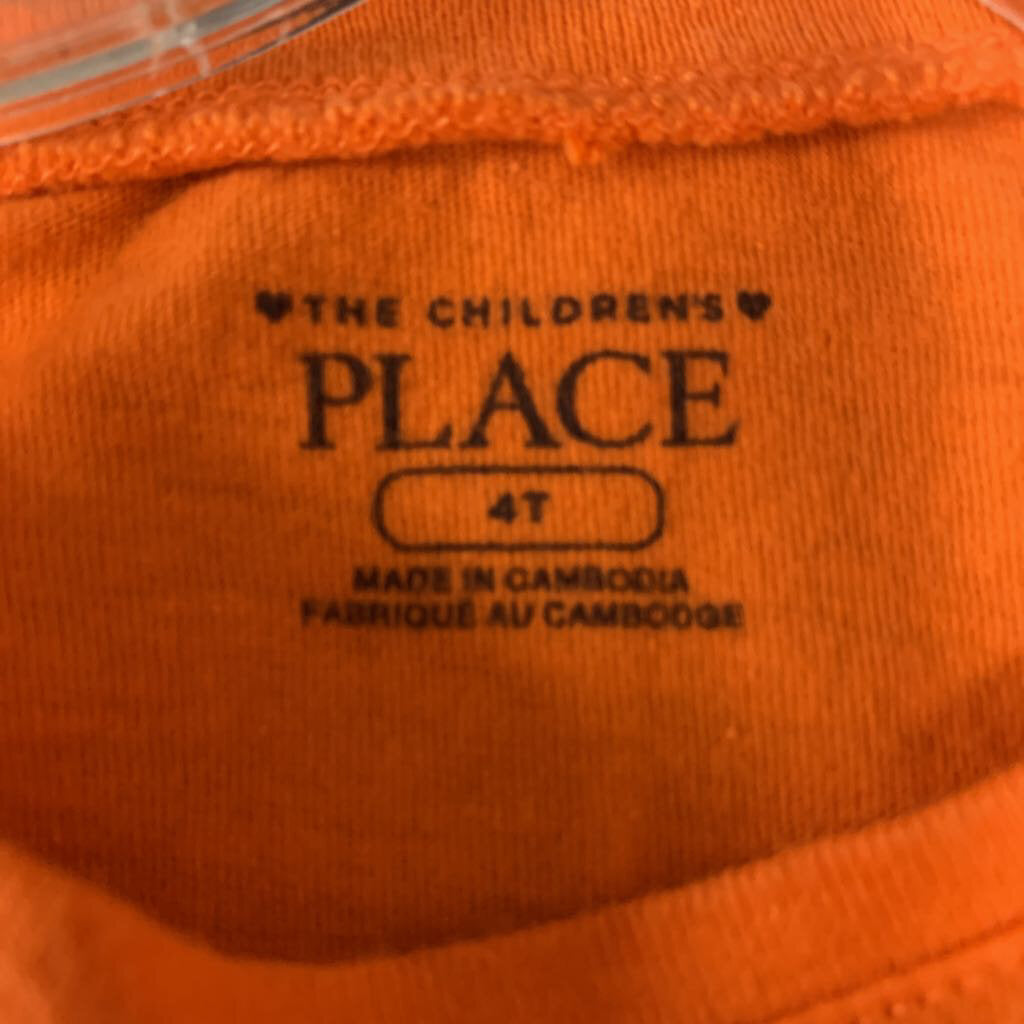 ♥THE CHILDREN'S♥
PLACE
4T
MADE IN CAMBODIA
FABRIQUÉ AU CAMBODGE